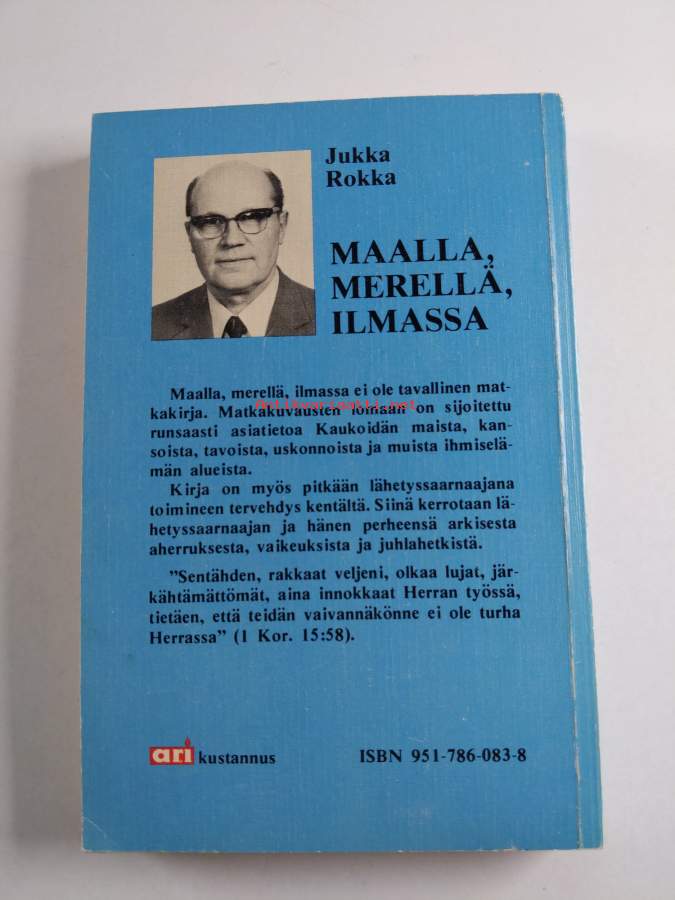 Jukka
Rokka
MAALLA,
MERELLÄ,
ILMASSA
Maalla, merellä, ilmassa ei ole tavallinen mat-
kakirja. Matkakuvausten lomaan on sijoitettu
Antikvariaatti.net
runsaasti asiatietoa Kaukoidän maista, kan-
soista, tavoista, uskonnoista ja muista ihmiselä-
män alueista.
Kirja on myös pitkään lähetyssaarnaajana
toimineen tervehdys kentältä. Siinä kerrotaan lä-
hetyssaarnaajan ja hänen perheensä arkisesta
aherruksesta, vaikeuksista ja juhlahetkistä.
”Sentähden, rakkaat veljeni, olkaa lujat, jär-
kähtämättömät, aina innokkaat Herran työssä,
tietäen, että teidän vaivannäkönne ei ole turha
Herrassa” (1 Kor. 15:58).
ari kustannus
ISBN 951-786-083-8